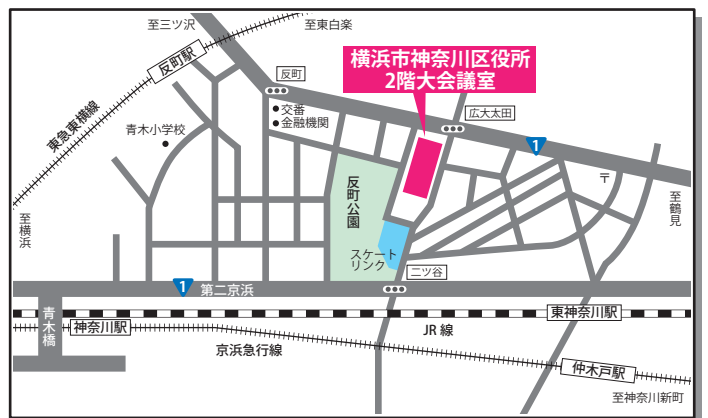 至三ツ沢
至東白楽
反町駅
東急東横線
反町
横浜市神奈川区役所
2階大会議室
交番
金融機関
広大太田
青木小学校
1
反町公園
〒
至鶴見
至横浜
スケート
リンク
二ツ谷
1
第二京浜
青木橋
東神奈川駅
神奈川駅
JR 線
京浜急行線
仲木戸駅
至神奈川新町